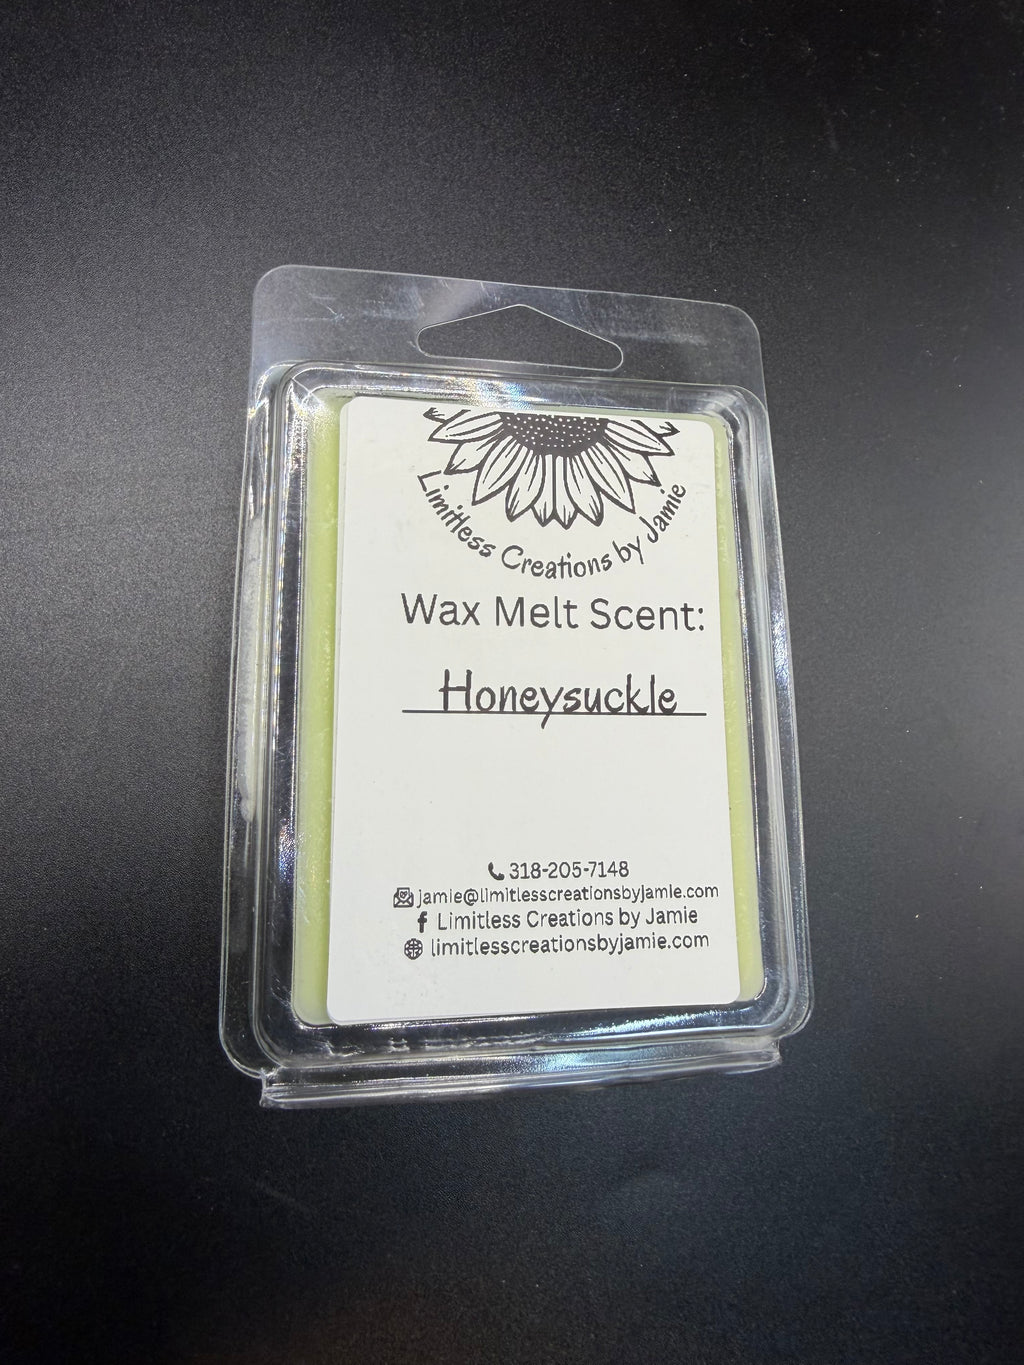 Limitless Creations by Jamie
Wax Melt Scent:
Honeysuckle
318-205-7148
jamie@limitlesscreationsbyjamie.com
Limitless Creations by Jamie
limitlesscreationsbyjamie.com